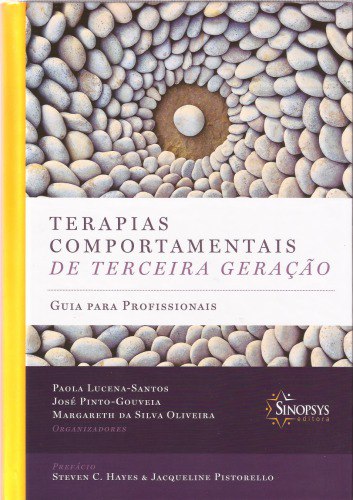 TERAPIAS
COMPORTAMENTAIS
DE TERCEIRA GERAÇÃO
GUIA PARA PROFISSIONAIS
PAOLA LUCENA-SANTOS
JOSÉ PINTO-GOUVEIA
MARGARETH DA SILVA OLIVEIRA
ORGANIZADORES
SINOPSYS
editora
PREFÁCIO
STEVEN C. HAYES & JACQUELINE PISTORELLO